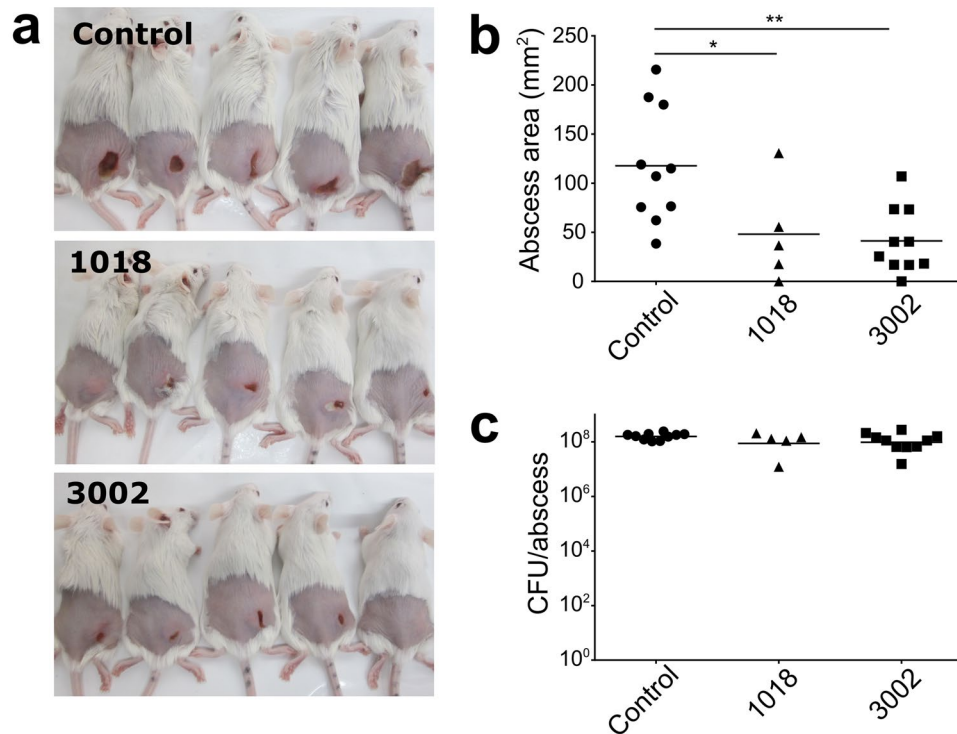 a
Control
1018
3002
b
**
*
Abscess area (mm²)
250
200
150
100
50
0
Control
1018
3002
c
CFU/abscess
10⁸
10⁶
10⁴
10²
10⁰
Control
1018
3002